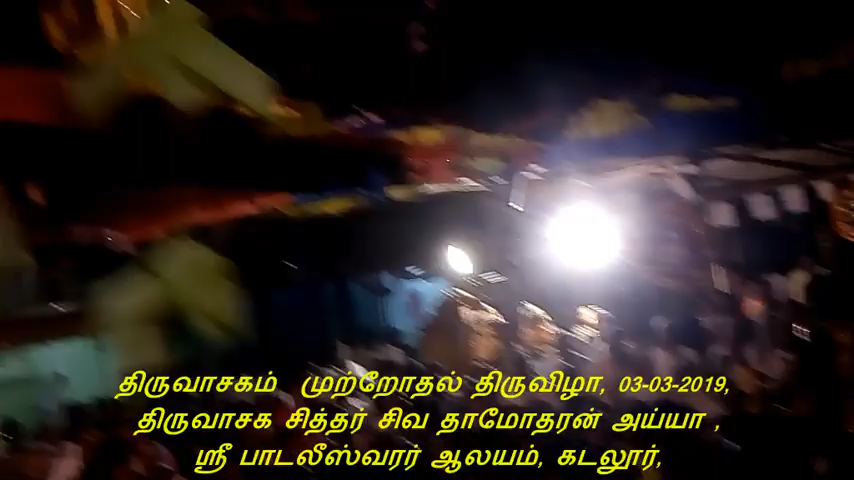 திருவாசகம் முற்றோதல் திருவிழா, 03-03-2019,
திருவாசக சித்தர் சிவ தாமோதரன் அய்யா ,
ஸ்ரீ பாடலீஸ்வரர் ஆலயம், கடலூர்,